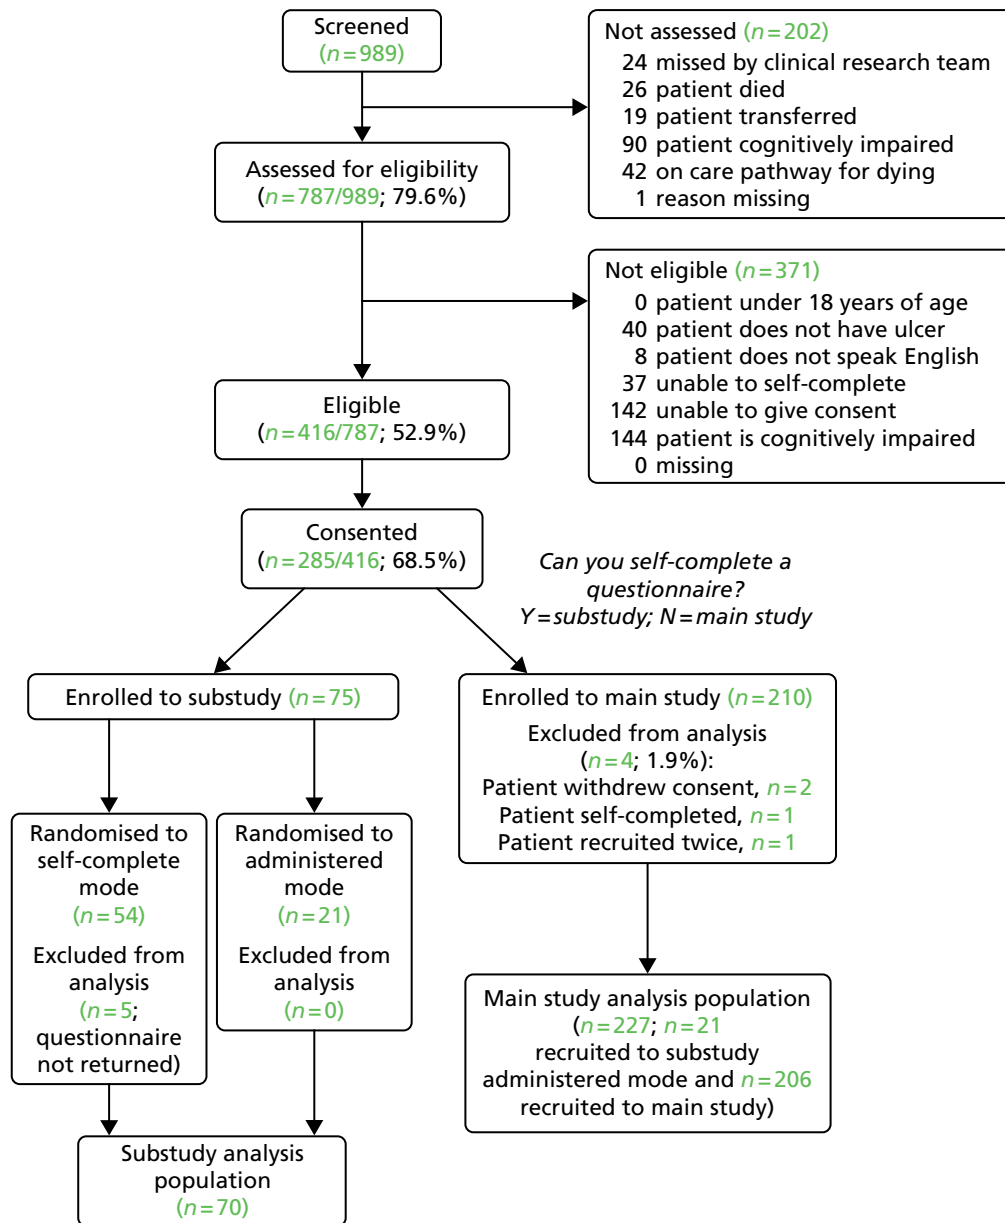 Screened
(n=989)
Not assessed (n=202)
24 missed by clinical research team
26 patient died
19 patient transferred
90 patient cognitively impaired
42 on care pathway for dying
1 reason missing
Assessed for eligibility
(n=787/989; 79.6%)
Not eligible (n=371)
0 patient under 18 years of age
40 patient does not have ulcer
8 patient does not speak English
37 unable to self-complete
142 unable to give consent
144 patient is cognitively impaired
0 missing
Eligible
(n=416/787; 52.9%)
Consented
(n=285/416; 68.5%)
Can you self-complete a
questionnaire?
Y=substudy; N=main study
Enrolled to substudy (n=75)
Enrolled to main study (n=210)
Excluded from analysis
(n=4; 1.9%):
Patient withdrew consent, n=2
Patient self-completed, n=1
Patient recruited twice, n=1
Randomised to
self-complete
mode
(n=54)
Excluded from
analysis
(n=5;
questionnaire
not returned)
Randomised to
administered
mode
(n=21)
Excluded from
analysis
(n=0)
Main study analysis population
(n=227; n=21
recruited to substudy
administered mode and n=206
recruited to main study)
Substudy analysis
population
(n=70)